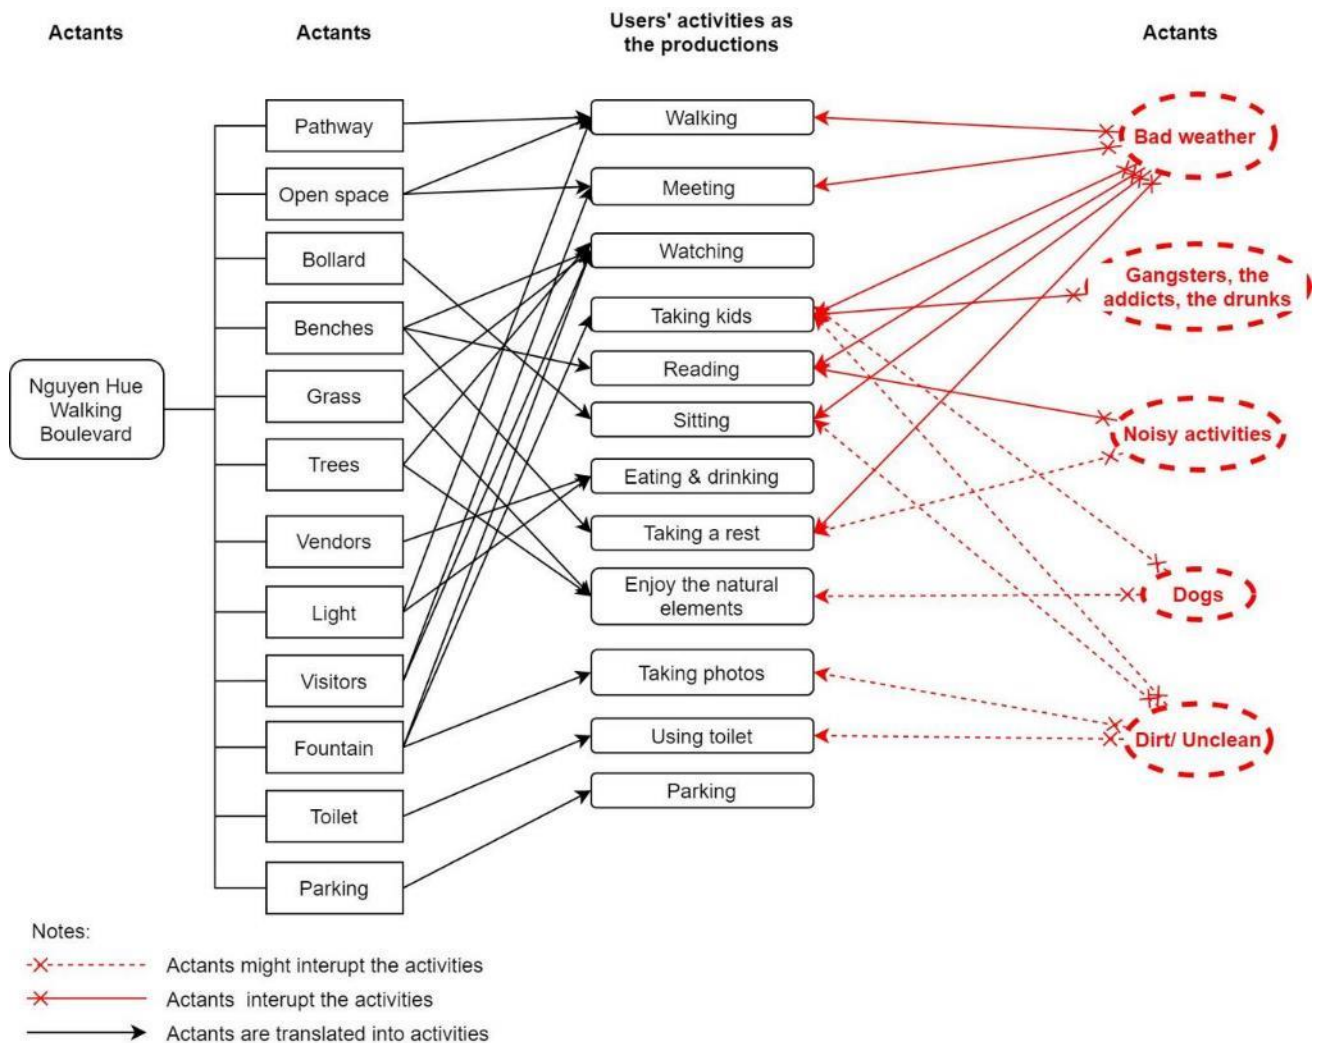 Actants
Actants
Users' activities as
the productions
Actants
Nguyen Hue
Walking
Boulevard
Pathway
Open space
Bollard
Benches
Grass
Trees
Vendors
Light
Visitors
Fountain
Toilet
Parking
Walking
Meeting
Watching
Taking kids
Reading
Sitting
Eating & drinking
Taking a rest
Enjoy the natural
elements
Taking photos
Using toilet
Parking
Bad weather
Gangsters, the
addicts, the drunks
Noisy activities
Dogs
Dirt/ Unclean
Notes:
Actants might interupt the activities
Actants interupt the activities
Actants are translated into activities